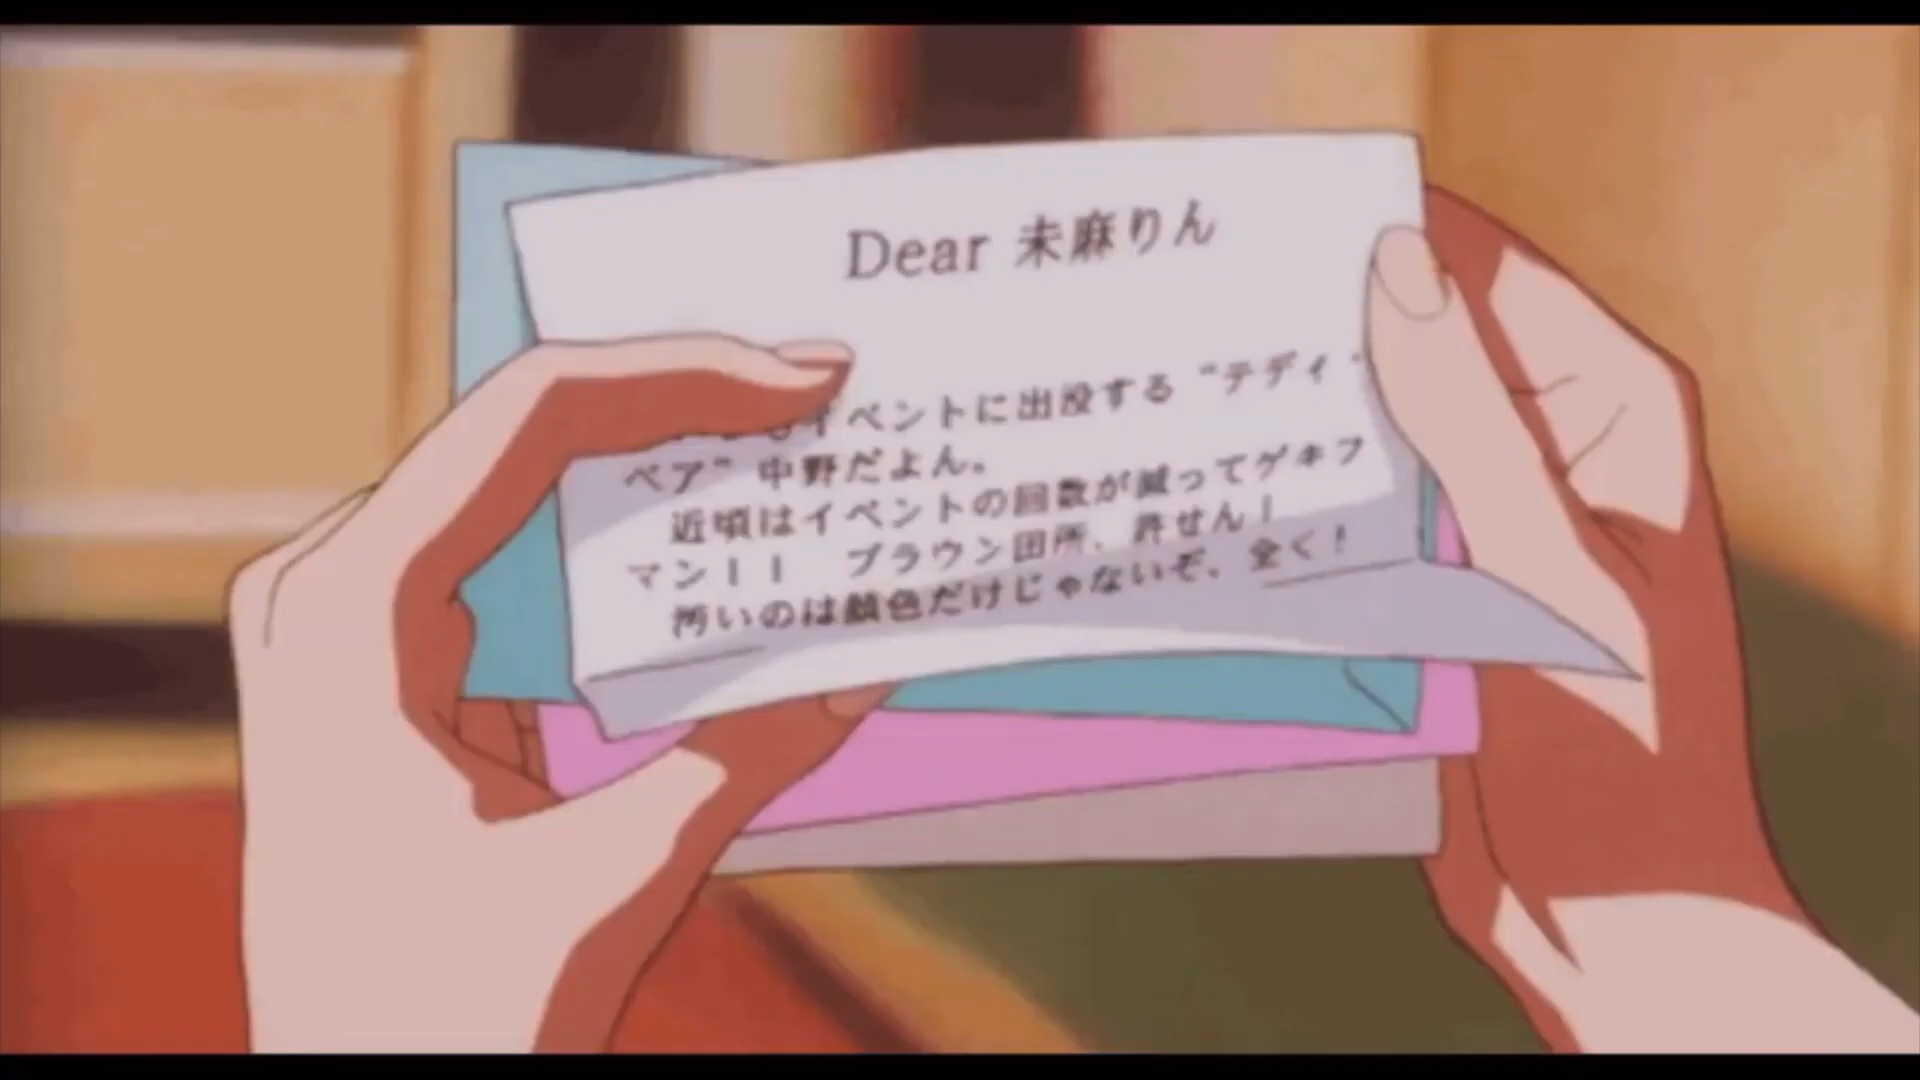 Dear 未麻りん
イベントに出没する “テディ・
ベア” 中野だよん。
近頃はイベントの回数が減ってゲキフ
マン！！ ブラウン田所、許せん！
汚いのは顔色だけじゃないぞ、全く！